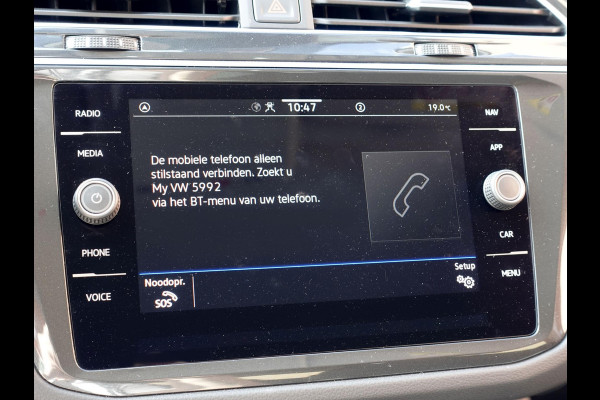 RADIO
MEDIA
PHONE
VOICE
10:47
2
19.0°C
De mobiele telefoon alleen
stilstaand verbinden. Zoekt u
My VW 5992
via het BT-menu van uw telefoon.
Noodopr.
SOS
Setup
NAV
APP
CAR
MENU